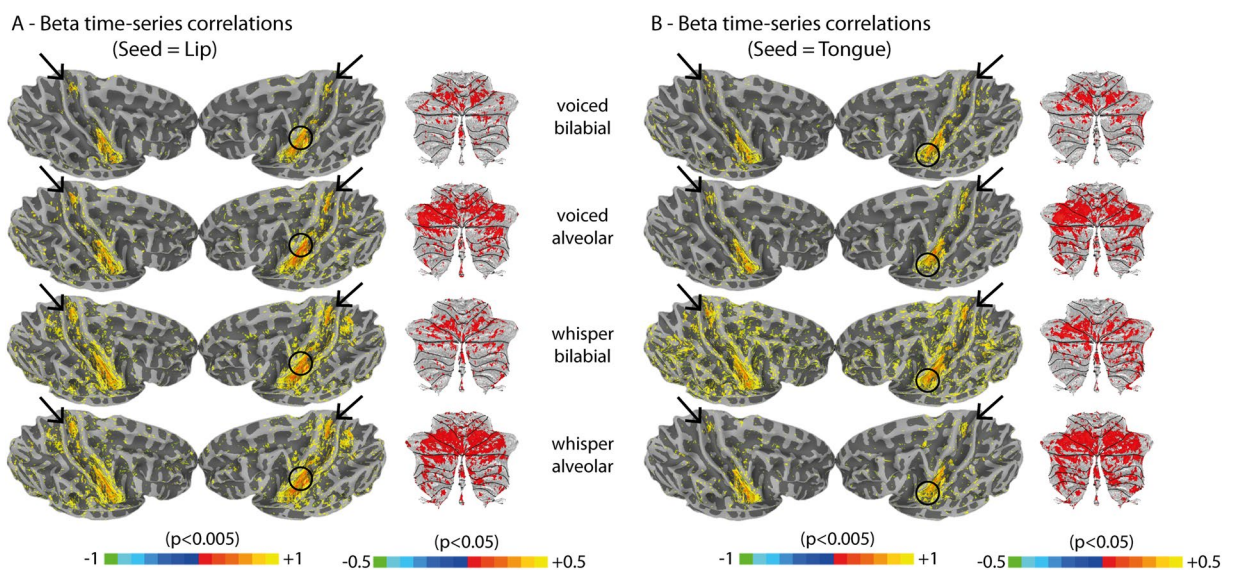 A - Beta time-series correlations
(Seed = Lip)
B - Beta time-series correlations
(Seed = Tongue)
voiced
bilabial
voiced
alveolar
whisper
bilabial
whisper
alveolar
(p<0.005)
-1 +1
(p<0.05)
-0.5 +0.5
(p<0.005)
-1 +1
(p<0.05)
-0.5 +0.5